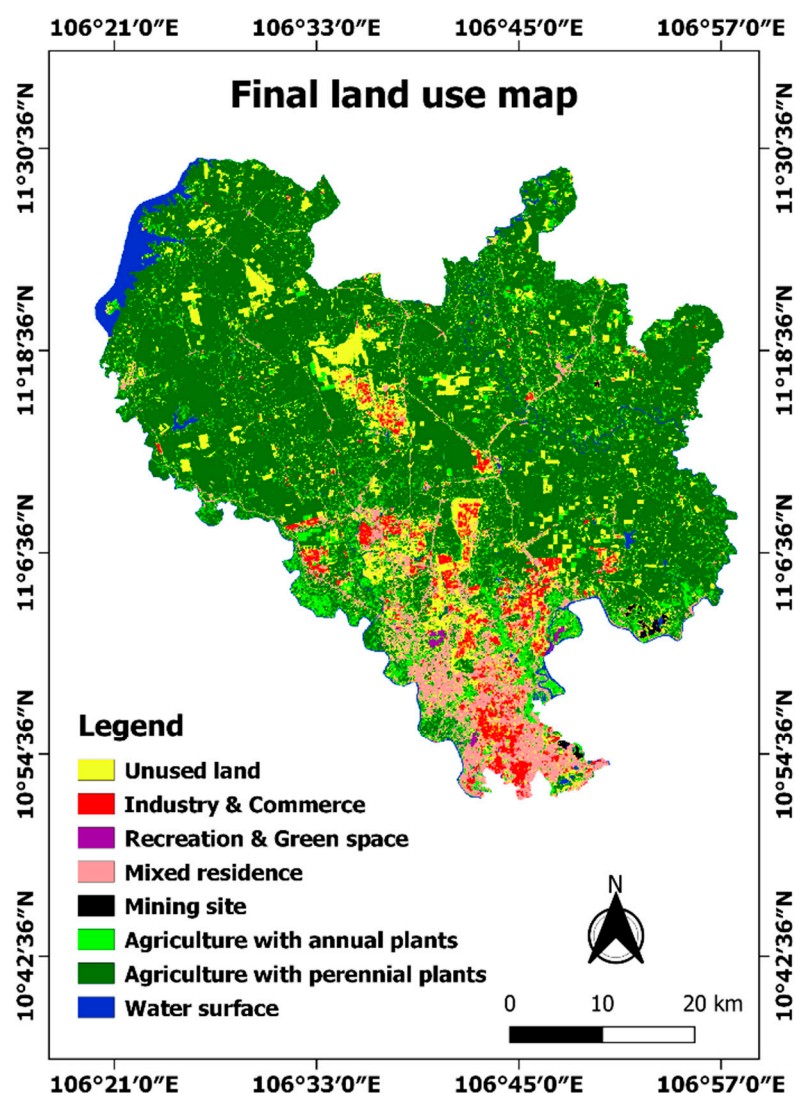 106°21′0″E 106°33′0″E 106°45′0″E 106°57′0″E
Final land use map
11°30′36″N 11°30′36″N
11°18′36″N 11°18′36″N
11°6′36″N 11°6′36″N
10°54′36″N 10°54′36″N
10°42′36″N 10°42′36″N
Legend
Unused land
Industry & Commerce
Recreation & Green space
Mixed residence
Mining site
Agriculture with annual plants
Agriculture with perennial plants
Water surface
N
0 10 20 km
106°21′0″E 106°33′0″E 106°45′0″E 106°57′0″E